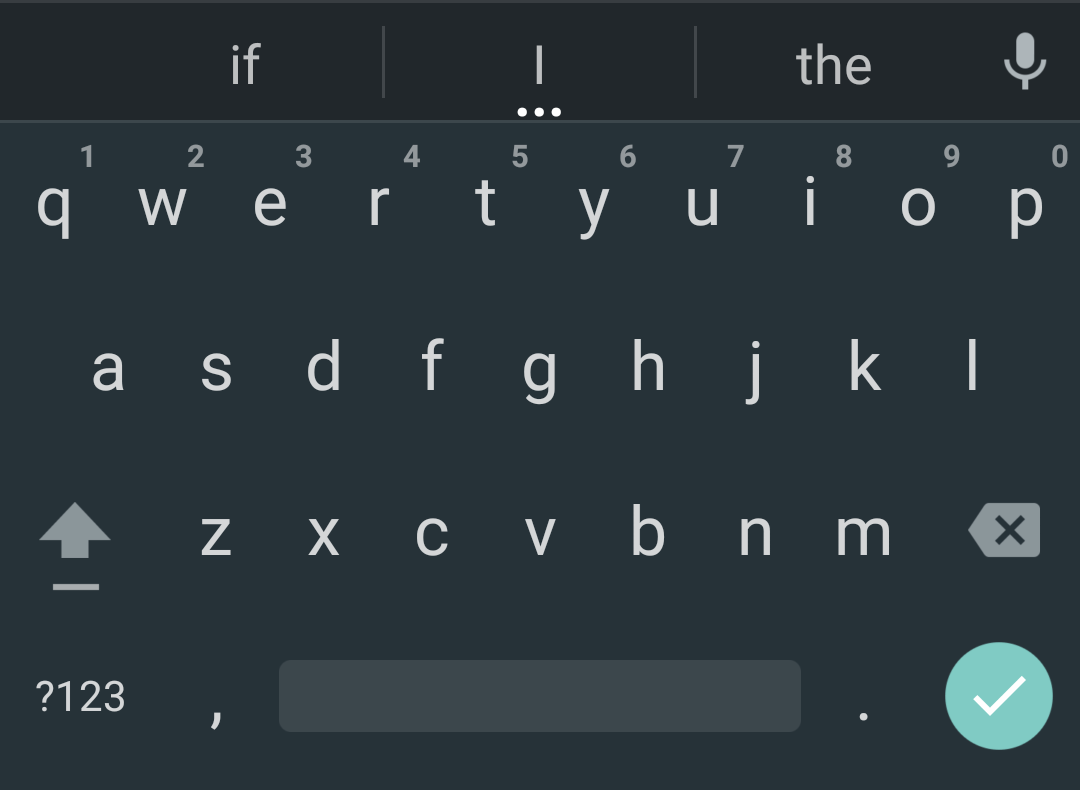 if I the
1 2 3 4 5 6 7 8 9 0
q w e r t y u i o p
a s d f g h j k l
z x c v b n m
?123 , .